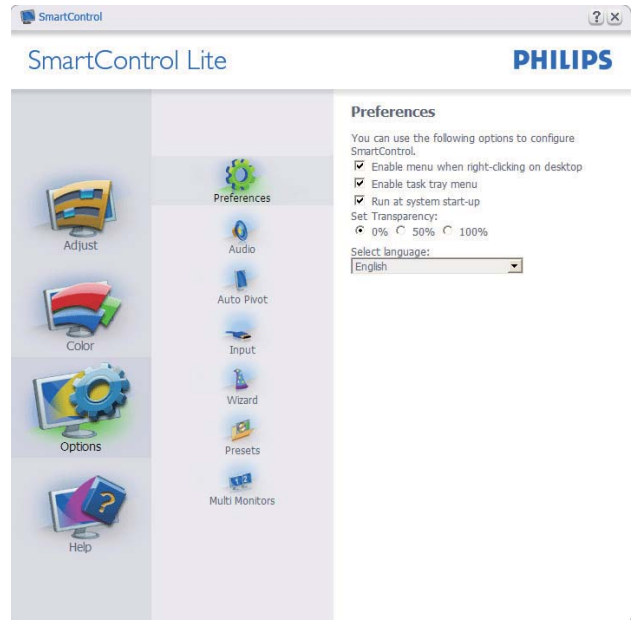 SmartControl
SmartControl Lite
PHILIPS
Adjust
Color
Options
Help
Preferences
Audio
Auto Pivot
Input
Wizard
Presets
Multi Monitors
Preferences
You can use the following options to configure
SmartControl.
Enable menu when right-clicking on desktop
Enable task tray menu
Run at system start-up
Set Transparency:
0% 50% 100%
Select language:
English